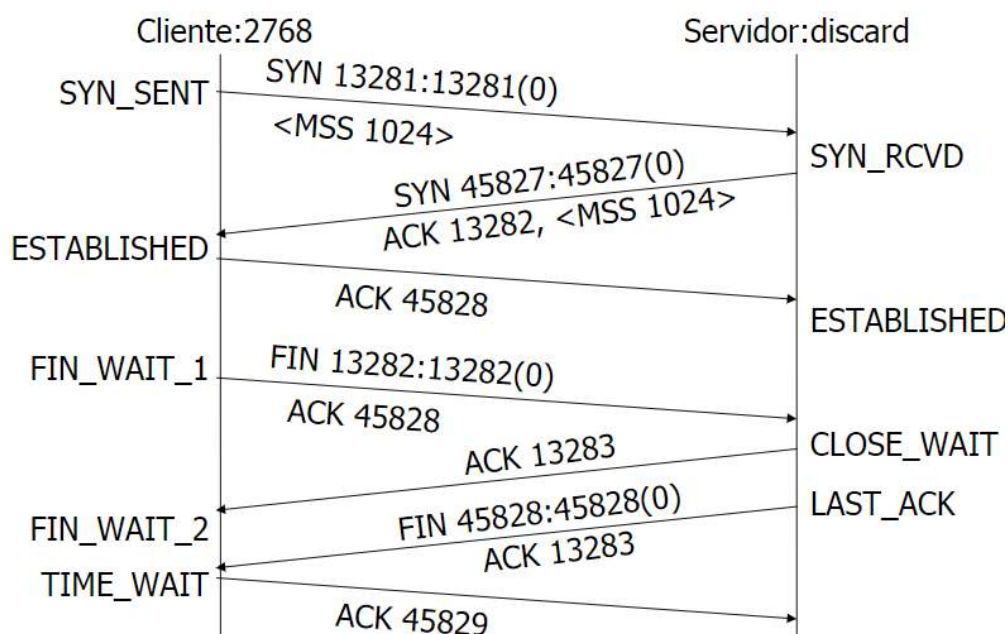 Cliente:2768
Servidor:discard
SYN_SENT
SYN 13281:13281(0)
<MSS 1024>
SYN_RCVD
SYN 45827:45827(0)
ACK 13282, <MSS 1024>
ESTABLISHED
ACK 45828
ESTABLISHED
FIN_WAIT_1
FIN 13282:13282(0)
ACK 45828
CLOSE_WAIT
ACK 13283
LAST_ACK
FIN_WAIT_2
FIN 45828:45828(0)
ACK 13283
TIME_WAIT
ACK 45829